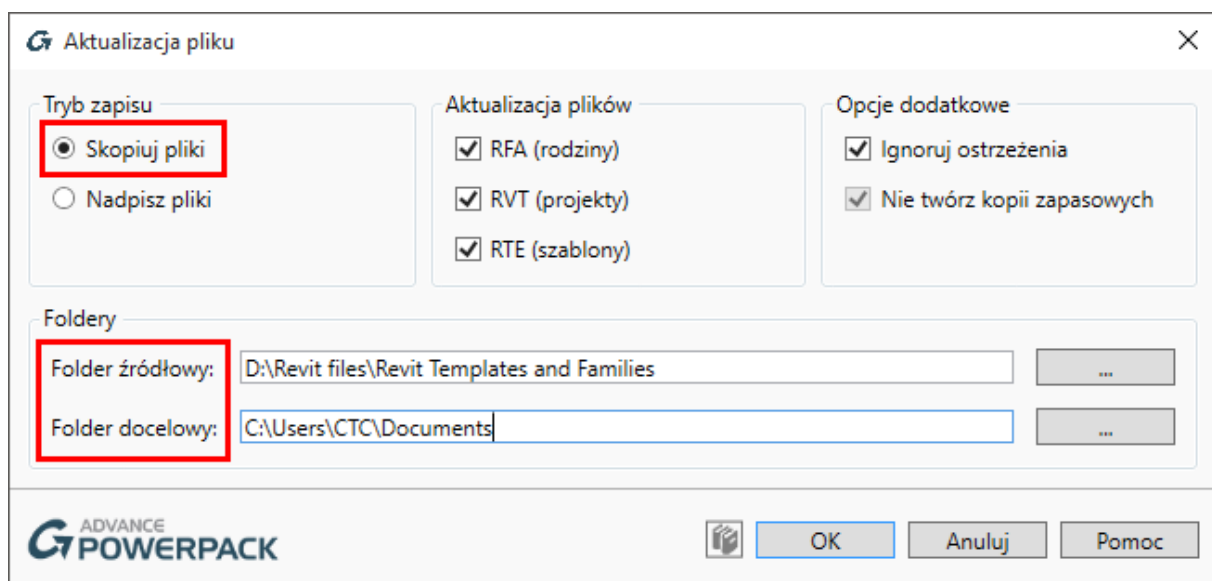 Aktualizacja pliku
Tryb zapisu
Skopiuj pliki
Nadpisz pliki
Aktualizacja plików
RFA (rodziny)
RVT (projekty)
RTE (szablony)
Opcje dodatkowe
Ignoruj ostrzeżenia
Nie twórz kopii zapasowych
Foldery
Folder źródłowy: D:\Revit files\Revit Templates and Families ...
Folder docelowy: C:\Users\CTC\Documents ...
ADVANCE
POWERPACK
OK Anuluj Pomoc